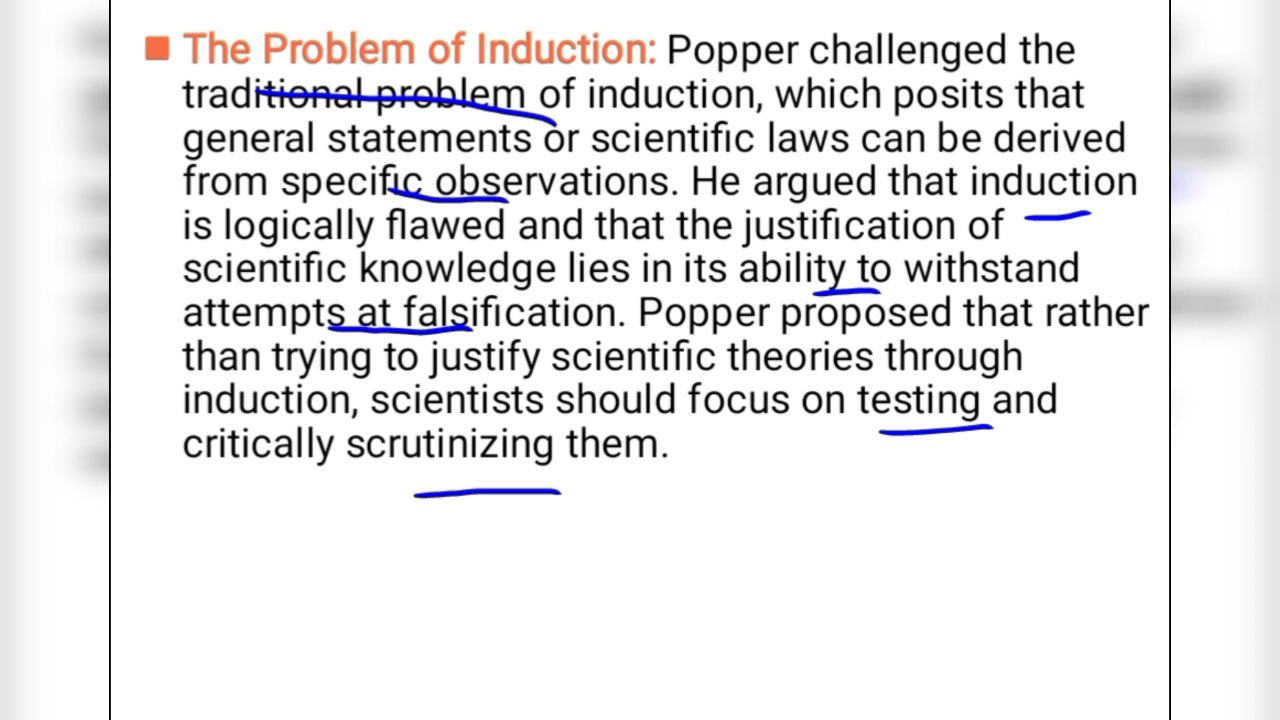 The Problem of Induction: Popper challenged the
traditional problem of induction, which posits that
general statements or scientific laws can be derived
from specific observations. He argued that induction
is logically flawed and that the justification of
scientific knowledge lies in its ability to withstand
attempts at falsification. Popper proposed that rather
than trying to justify scientific theories through
induction, scientists should focus on testing and
critically scrutinizing them.